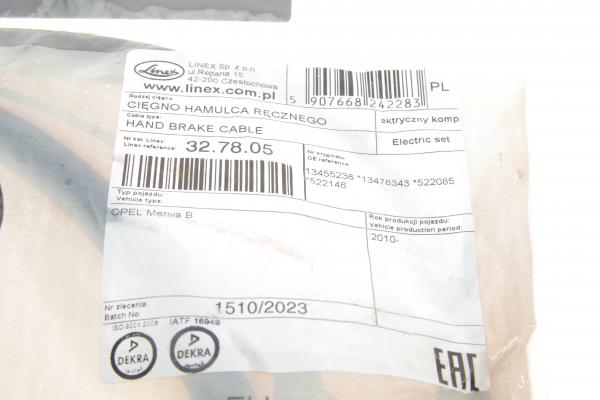 Linex
LINEX Sp. z o.o.
ul Rejtana 15
42-200 Częstochowa
www.linex.com.pl
5 907668 242283
PL
Rodzaj cięgna:
CIĘGNO HAMULCA RĘCZNEGO
Cable type:
HAND BRAKE CABLE
ektryczny komp
Electric set
Nr kat. Linex:
Linex reference:
32.78.05
Nr oryginału:
OE reference:
13455236 *13478343 *522085
*522146
Typ pojazdu:
Vehicle type
OPEL Meriva B
Rok produkcji pojazdu:
Vehicle production period:
2010-
Nr zlecenia:
Batch No:
1510/2023
ISO 9001:2008
IATF 16949
DEKRA
DEKRA
EAC